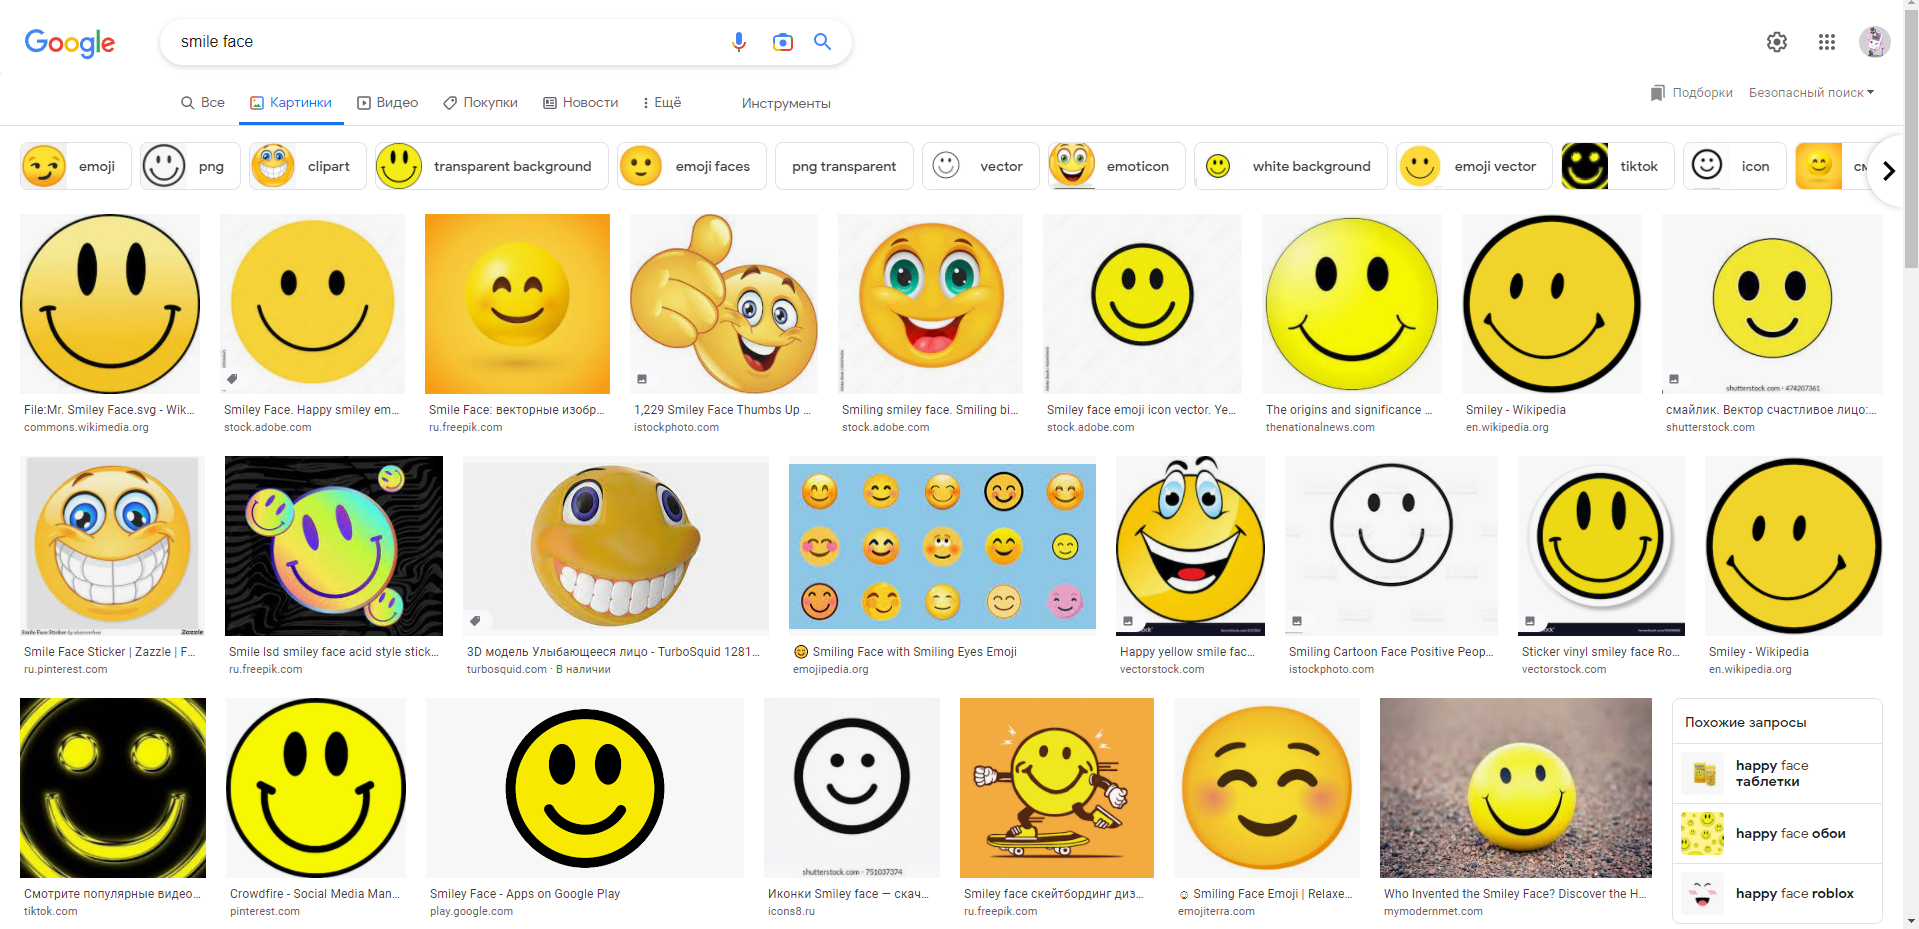 Google
smile face
Все
Картинки
Видео
Покупки
Новости
Ещё
Инструменты
Подборки
Безопасный поиск
emoji
png
clipart
transparent background
emoji faces
png transparent
vector
emoticon
white background
emoji vector
tiktok
icon
см
shutterstock.com · 474207361
File:Mr. Smiley Face.svg - Wik...
commons.wikimedia.org
Smiley Face. Happy smiley em...
stock.adobe.com
Smile Face: векторные изобр...
ru.freepik.com
1,229 Smiley Face Thumbs Up ...
istockphoto.com
Smiling smiley face. Smiling bi...
stock.adobe.com
Smiley face emoji icon vector. Ye...
stock.adobe.com
The origins and significance ...
thenationalnews.com
Smiley - Wikipedia
en.wikipedia.org
смайлик. Вектор счастливое лицо:...
shutterstock.com
Smile Face Sticker
Zazzle
Smile Face Sticker | Zazzle | F...
ru.pinterest.com
Smile lsd smiley face acid style stick...
ru.freepik.com
3D модель Улыбающееся лицо - TurboSquid 1281...
turbosquid.com · В наличии
Smiling Face with Smiling Eyes Emoji
emojipedia.org
Happy yellow smile fac...
vectorstock.com
Smiling Cartoon Face Positive Peop...
istockphoto.com
Sticker vinyl smiley face Ro...
vectorstock.com
Smiley - Wikipedia
en.wikipedia.org
shutterstock.com · 751037374
Смотрите популярные видео...
tiktok.com
Crowdfire - Social Media Man...
pinterest.com
Smiley Face - Apps on Google Play
play.google.com
Иконки Smiley face — скач...
icons8.ru
Smiley face скейтбординг диз...
ru.freepik.com
☺ Smiling Face Emoji | Relaxe...
emojiterra.com
Who Invented the Smiley Face? Discover the H...
mymodernmet.com
Похожие запросы
happy face
таблетки
happy face обои
happy face roblox